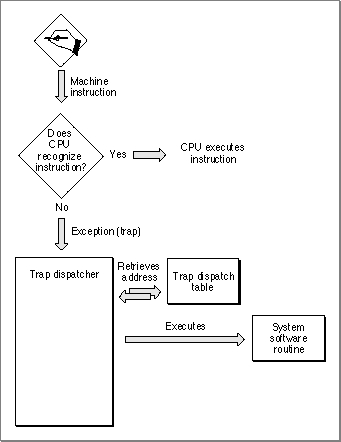 Machine
instruction
Does
CPU
recognize
instruction?
Yes
CPU executes
instruction
No
Exception (trap)
Trap dispatcher
Retrieves
address
Trap dispatch
table
Executes
System
software
routine